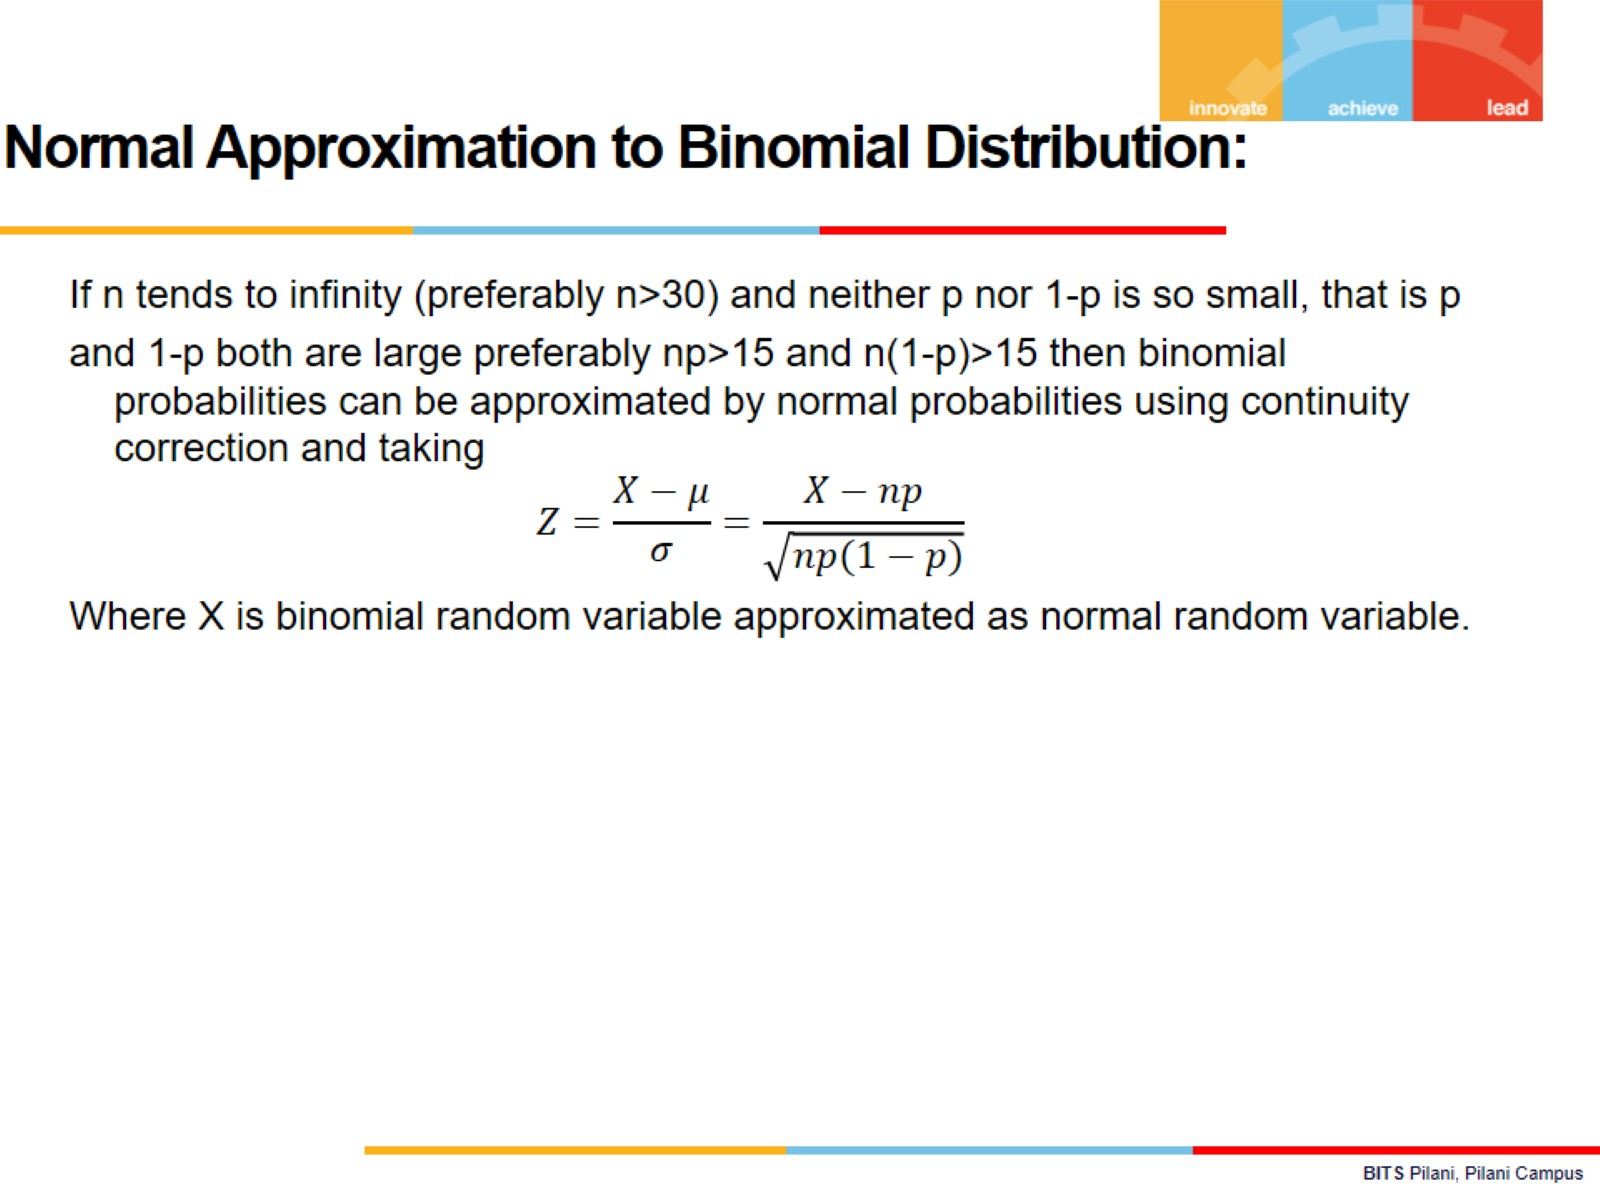 innovate achieve lead
Normal Approximation to Binomial Distribution:
If n tends to infinity (preferably n>30) and neither p nor 1-p is so small, that is p
and 1-p both are large preferably np>15 and n(1-p)>15 then binomial
probabilities can be approximated by normal probabilities using continuity
correction and taking
Z = \frac{X - μ}{σ} = \frac{X - np}{\sqrt{np(1 - p)}}
Where X is binomial random variable approximated as normal random variable.
BITS Pilani, Pilani Campus